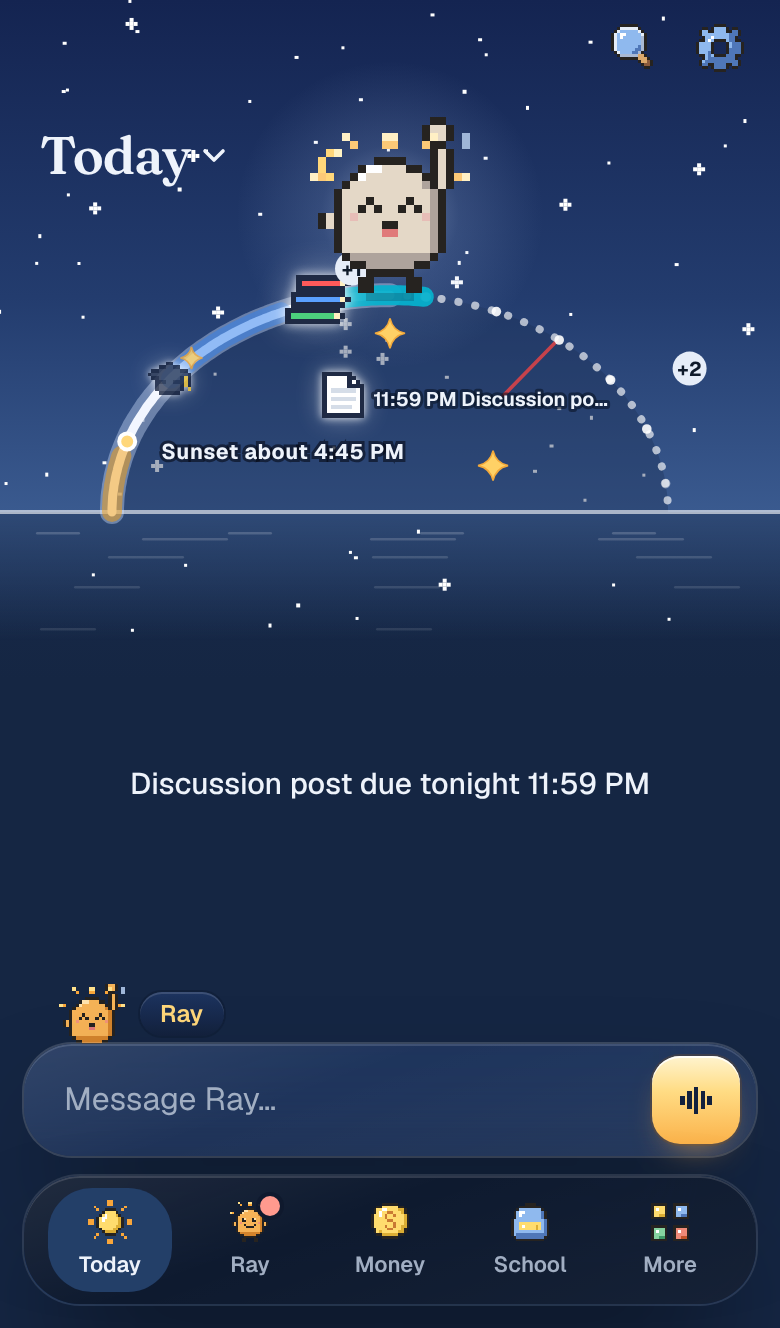 Today
+1
+2
11:59 PM Discussion po...
Sunset about 4:45 PM
Discussion post due tonight 11:59 PM
Ray
Message Ray...
Today
Ray
Money
School
More